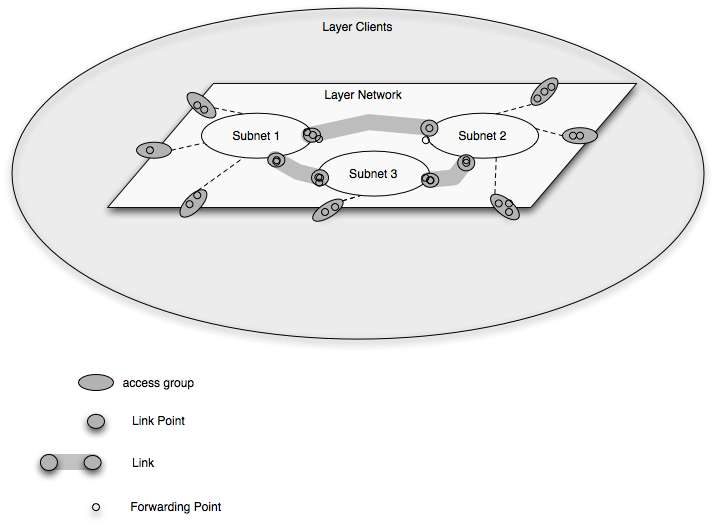 Layer Clients
Layer Network
Subnet 1
Subnet 2
Subnet 3
access group
Link Point
Link
Forwarding Point